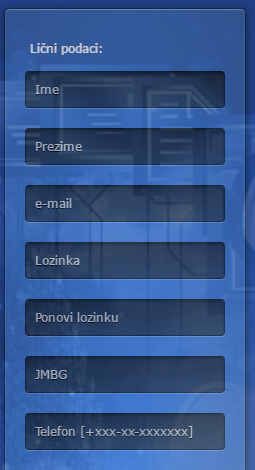 Lični podaci:
Ime
Prezime
e-mail
Lozinka
Ponovi lozinku
JMBG
Telefon [+xxx-xx-xxxxxxx]